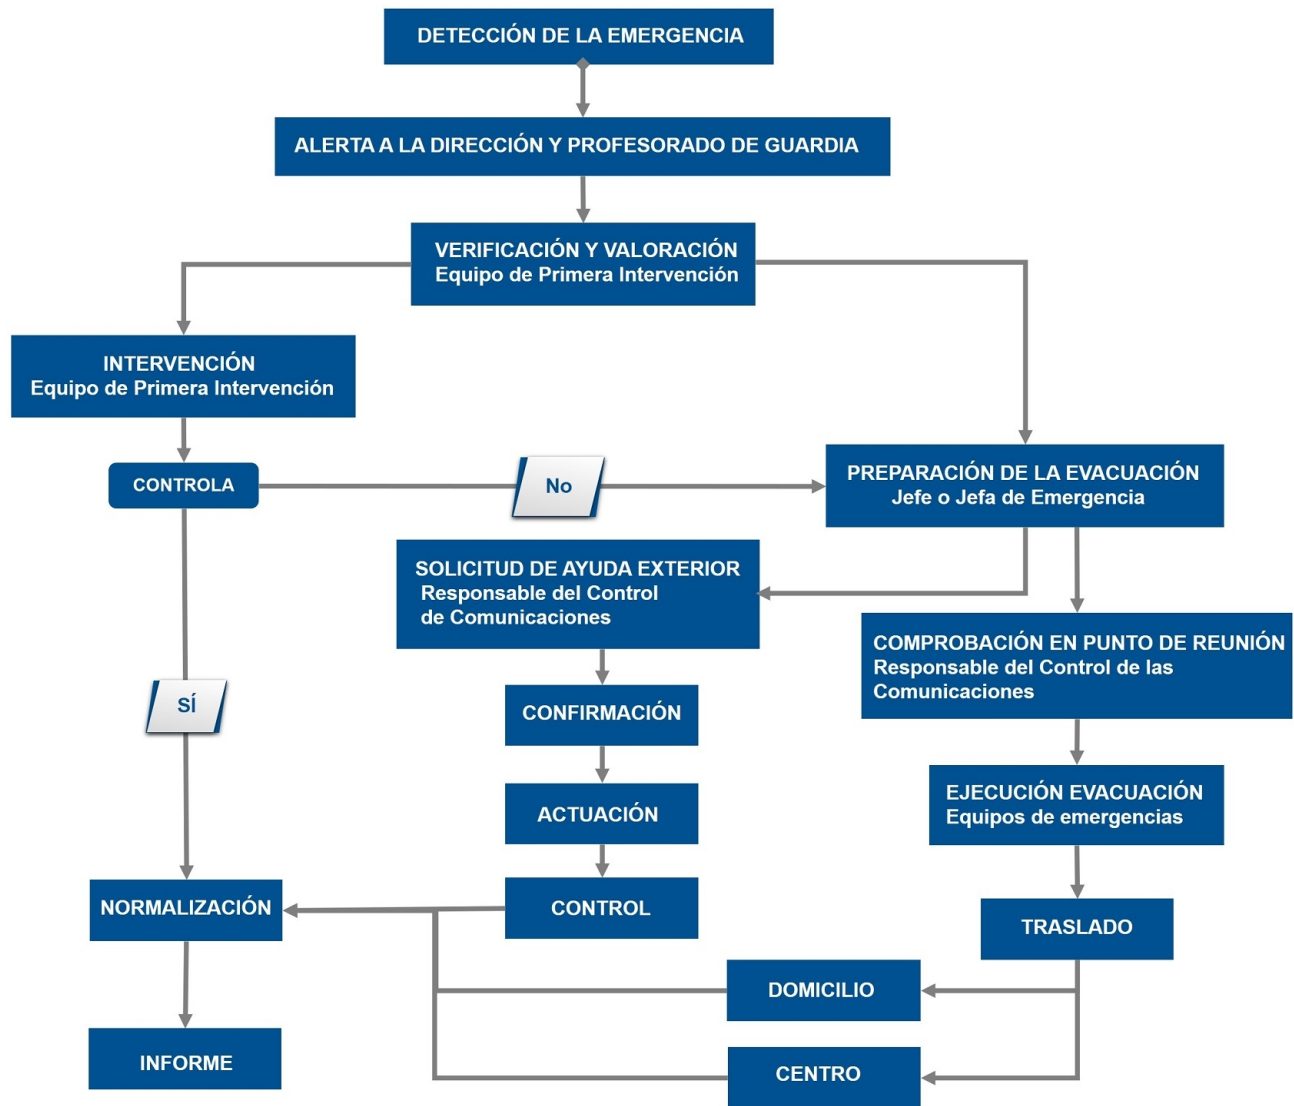 DETECCIÓN DE LA EMERGENCIA
ALERTA A LA DIRECCIÓN Y PROFESORADO DE GUARDIA
VERIFICACIÓN Y VALORACIÓN
Equipo de Primera Intervención
INTERVENCIÓN
Equipo de Primera Intervención
CONTROLA
No
PREPARACIÓN DE LA EVACUACIÓN
Jefe o Jefa de Emergencia
SOLICITUD DE AYUDA EXTERIOR
Responsable del Control
de Comunicaciones
COMPROBACIÓN EN PUNTO DE REUNIÓN
Responsable del Control de las
Comunicaciones
SÍ
CONFIRMACIÓN
EJECUCIÓN EVACUACIÓN
Equipos de emergencias
ACTUACIÓN
NORMALIZACIÓN
CONTROL
TRASLADO
DOMICILIO
INFORME
CENTRO